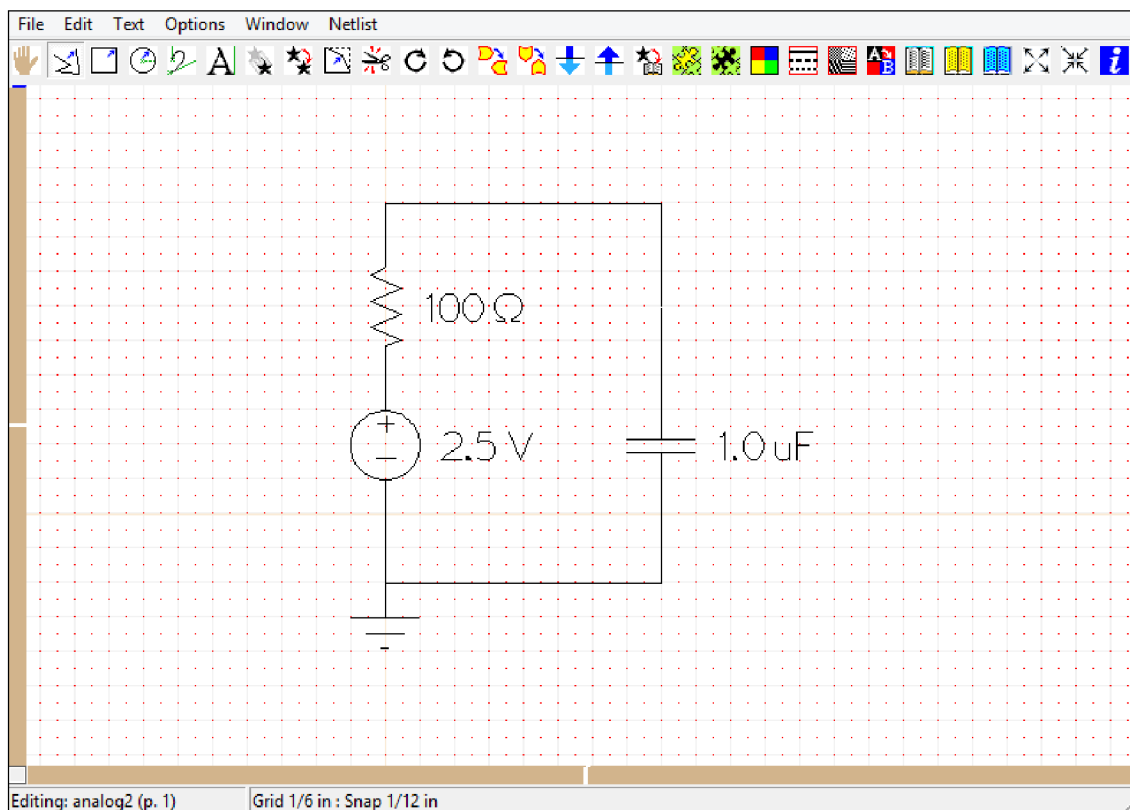 File Edit Text Options Window Netlist
A A B i
100 Ω
2.5 V
1.0 uF
Editing: analog2 (p. 1) Grid 1/6 in : Snap 1/12 in